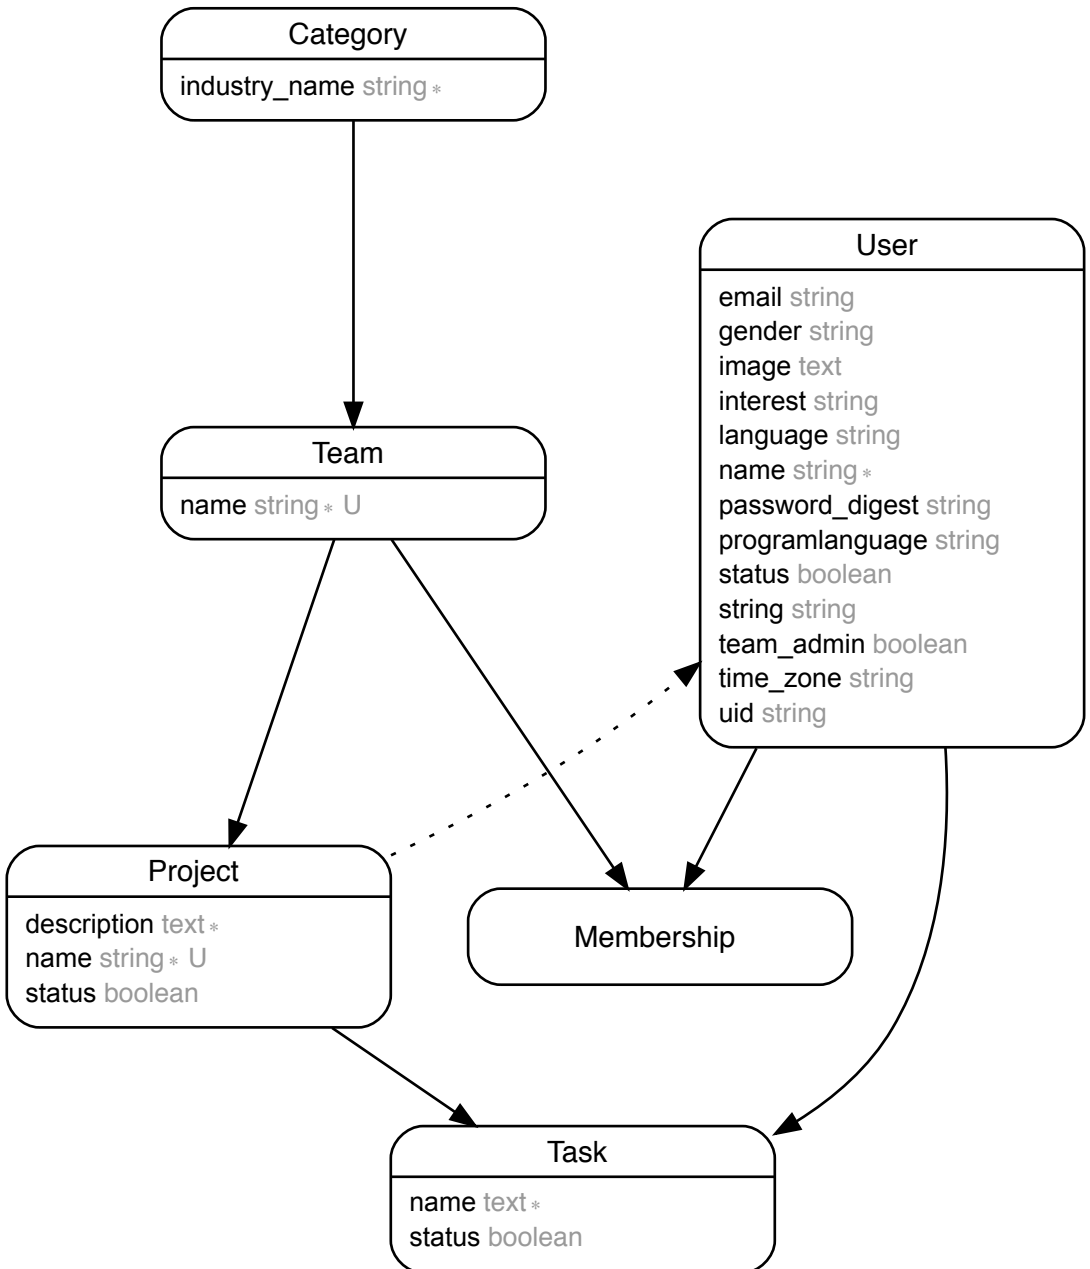 Category
industry_name string *
User
email string
gender string
image text
interest string
language string
name string *
password_digest string
programlanguage string
status boolean
string string
team_admin boolean
time_zone string
uid string
Team
name string * U
Project
description text *
name string * U
status boolean
Membership
Task
name text *
status boolean